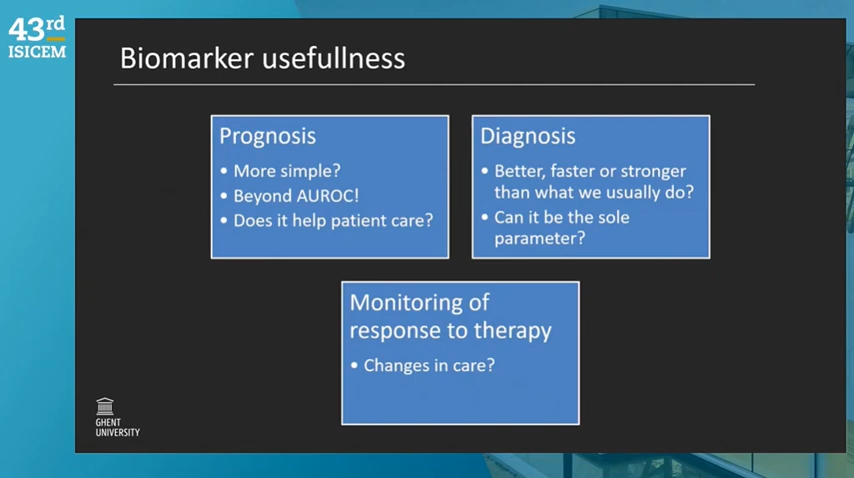 43rd
ISICEM
Biomarker usefullness
Prognosis
• More simple?
• Beyond AUROC!
• Does it help patient care?
Diagnosis
• Better, faster or stronger
than what we usually do?
• Can it be the sole
parameter?
Monitoring of
response to therapy
• Changes in care?
GHENT
UNIVERSITY